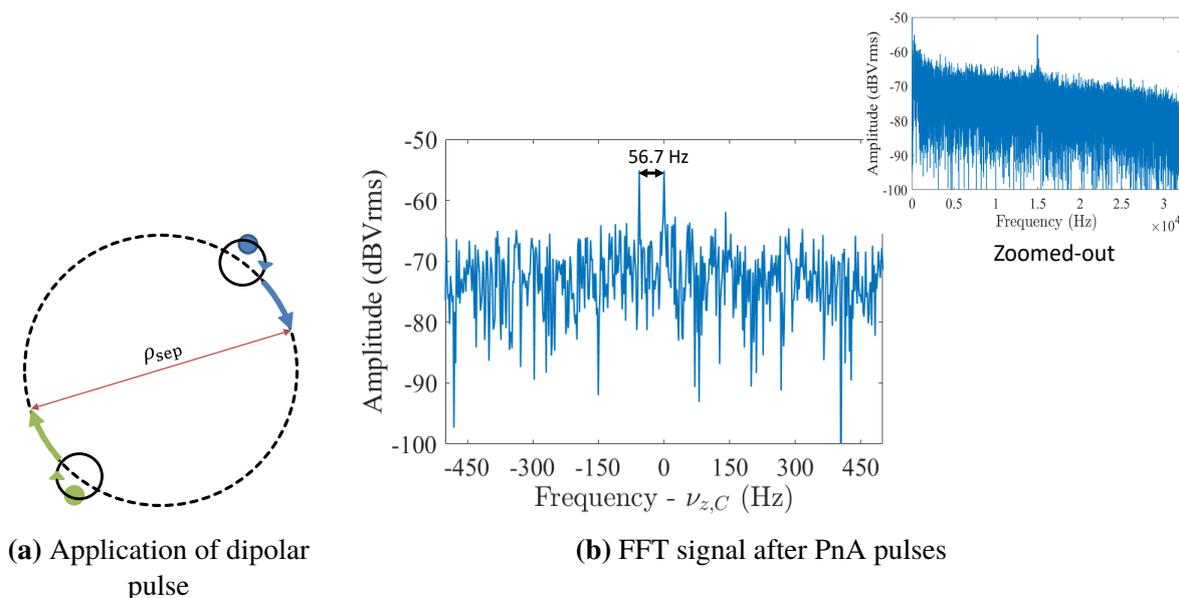 ρsep
(a) Application of dipolar
pulse
56.7 Hz
Amplitude (dBVrms)
-50
-60
-70
-80
-90
-100
-450 -300 -150 0 150 300 450
Frequency - νz,C (Hz)
Amplitude (dBVrms)
-50
-60
-70
-80
-90
-100
0 0.5 1 1.5 2 2.5 3
Frequency (Hz)
×10⁴
Zoomed-out
(b) FFT signal after PnA pulses